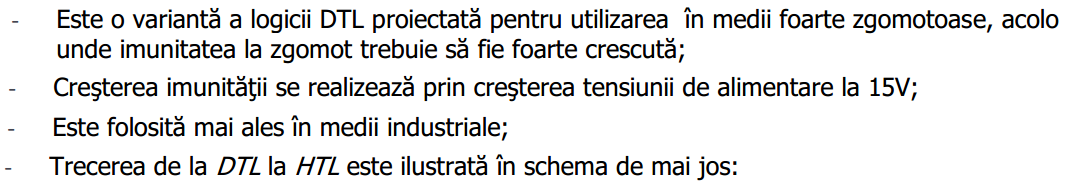 - Este o variantă a logicii DTL proiectată pentru utilizarea în medii foarte zgomotoase, acolo
unde imunitatea la zgomot trebuie să fie foarte crescută;
- Creşterea imunităţii se realizează prin creşterea tensiunii de alimentare la 15V;
- Este folosită mai ales în medii industriale;
- Trecerea de la DTL la HTL este ilustrată în schema de mai jos: